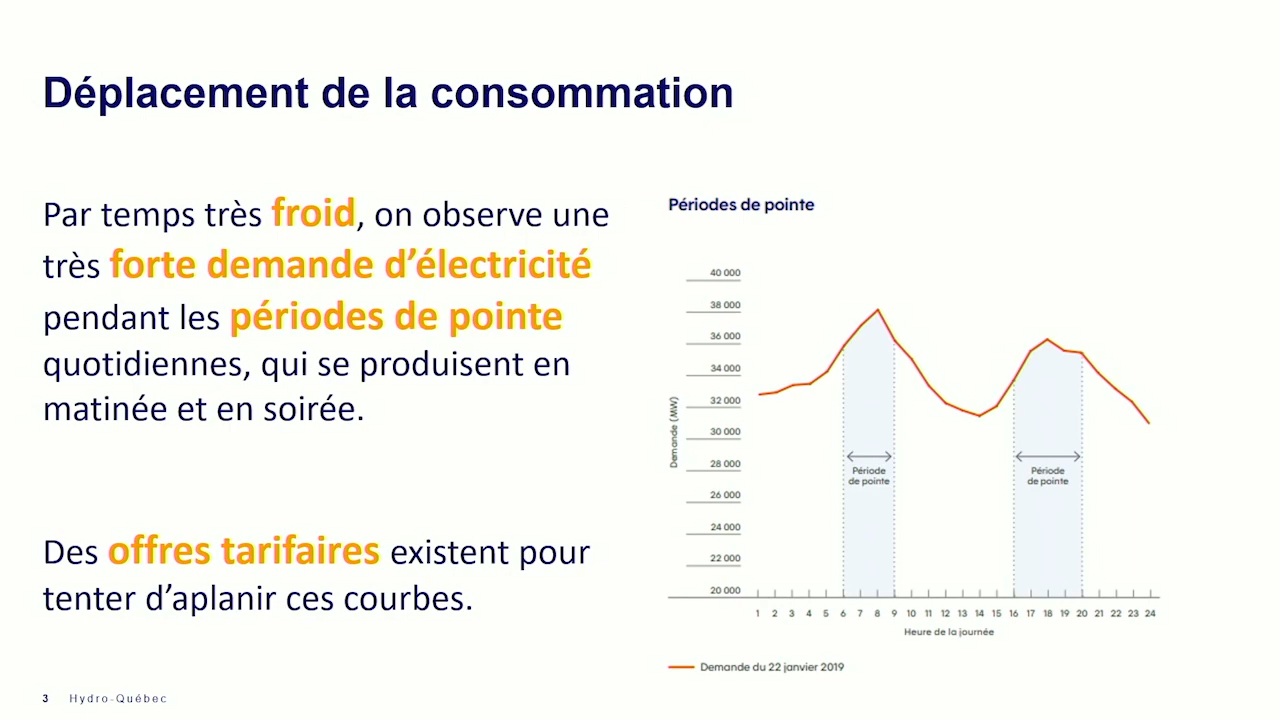 Déplacement de la consommation
Par temps très froid, on observe une
très forte demande d’électricité
pendant les périodes de pointe
quotidiennes, qui se produisent en
matinée et en soirée.
Des offres tarifaires existent pour
tenter d’aplanir ces courbes.
Périodes de pointe
40 000
38 000
36 000
34 000
32 000
30 000
28 000
26 000
24 000
22 000
20 000
Demande (MW)
Période
de pointe
Période
de pointe
1 2 3 4 5 6 7 8 9 10 11 12 13 14 15 16 17 18 19 20 21 22 23 24
Heure de la journée
Demande du 22 janvier 2019
3 Hydro-Québec